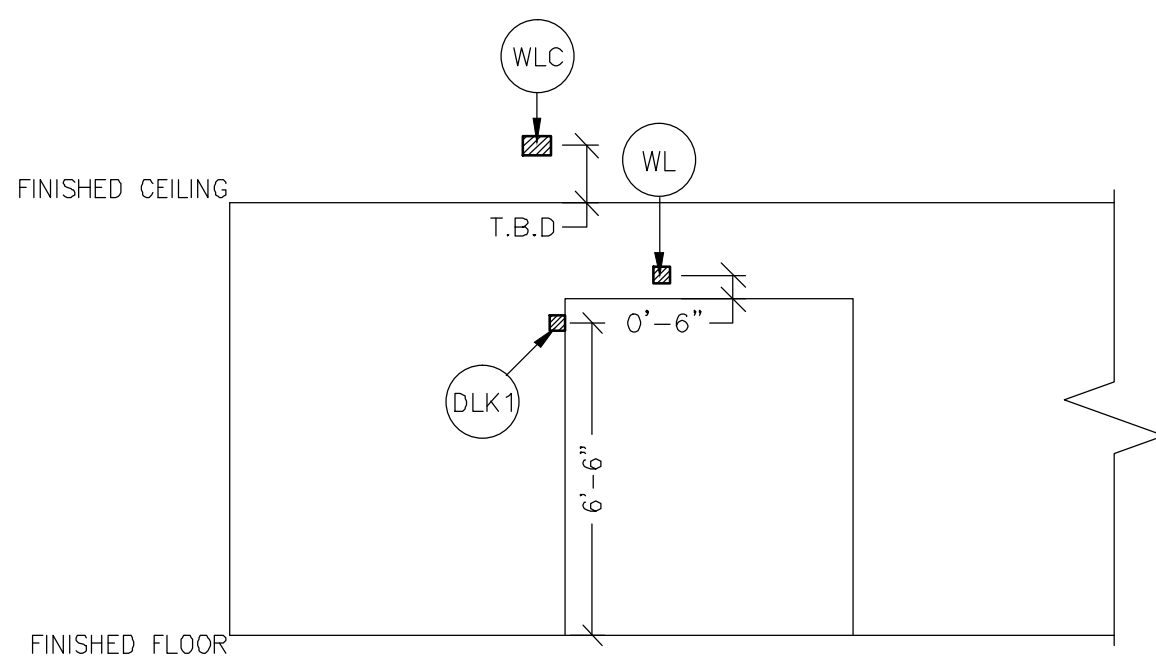 WLC
WL
FINISHED CEILING
T.B.D
0'-6"
DLK1
6'-6"
FINISHED FLOOR